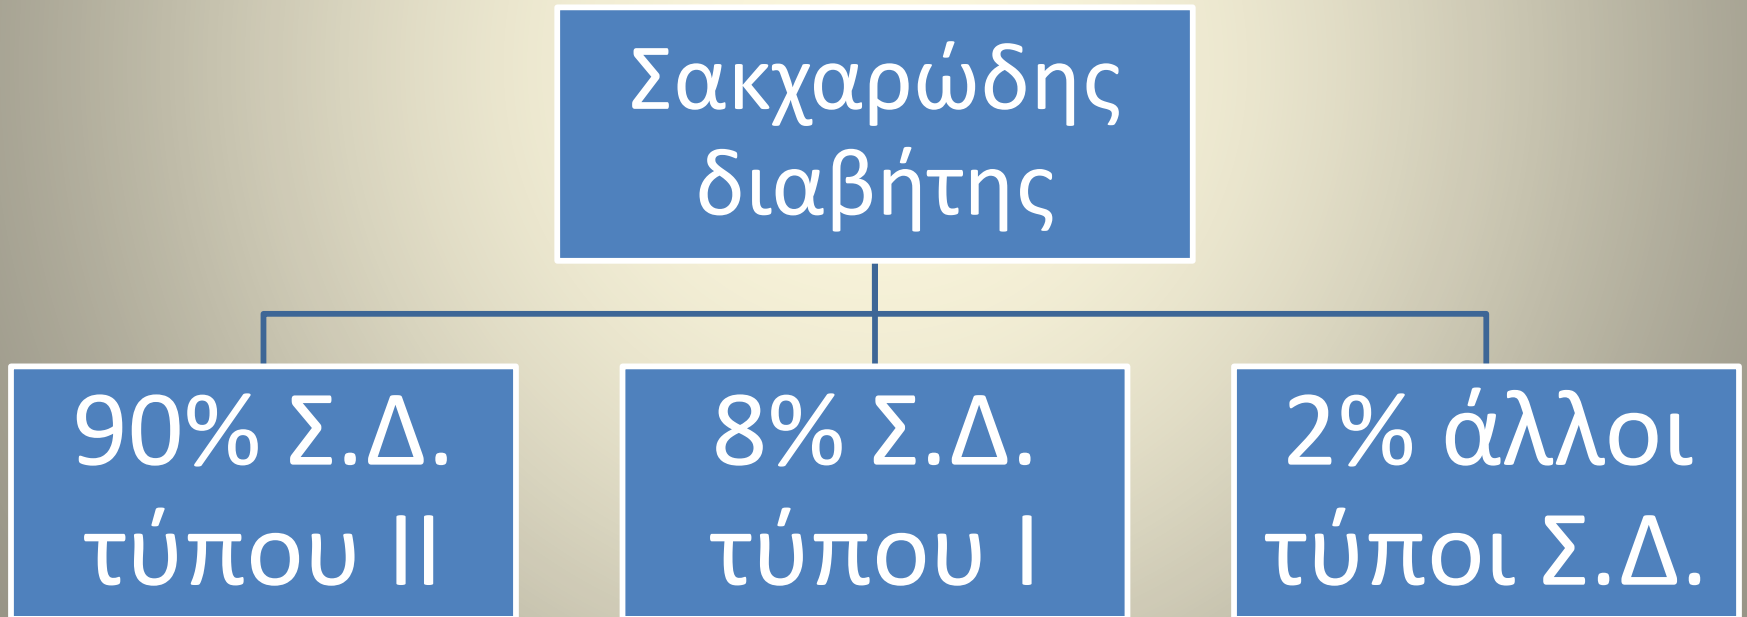 Σακχαρώδης
διαβήτης
90% Σ.Δ.
τύπου ΙΙ
8% Σ.Δ.
τύπου Ι
2% άλλοι
τύποι Σ.Δ.